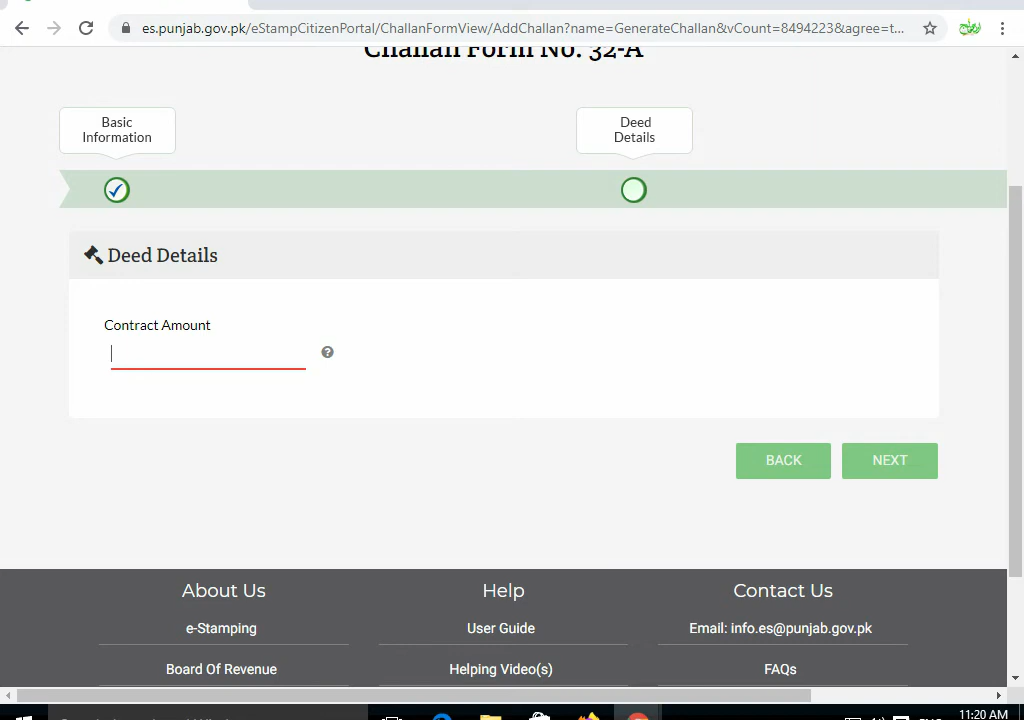 es.punjab.gov.pk/eStampCitizenPortal/ChallanFormView/AddChallan?name=GenerateChallan&vCount=8494223&agree=t...
Challan Form No. 32-A
Basic
Information
Deed
Details
Deed Details
Contract Amount
BACK
NEXT
About Us
Help
Contact Us
e-Stamping
User Guide
Email: info.es@punjab.gov.pk
Board Of Revenue
Helping Video(s)
FAQs
11:20 AM